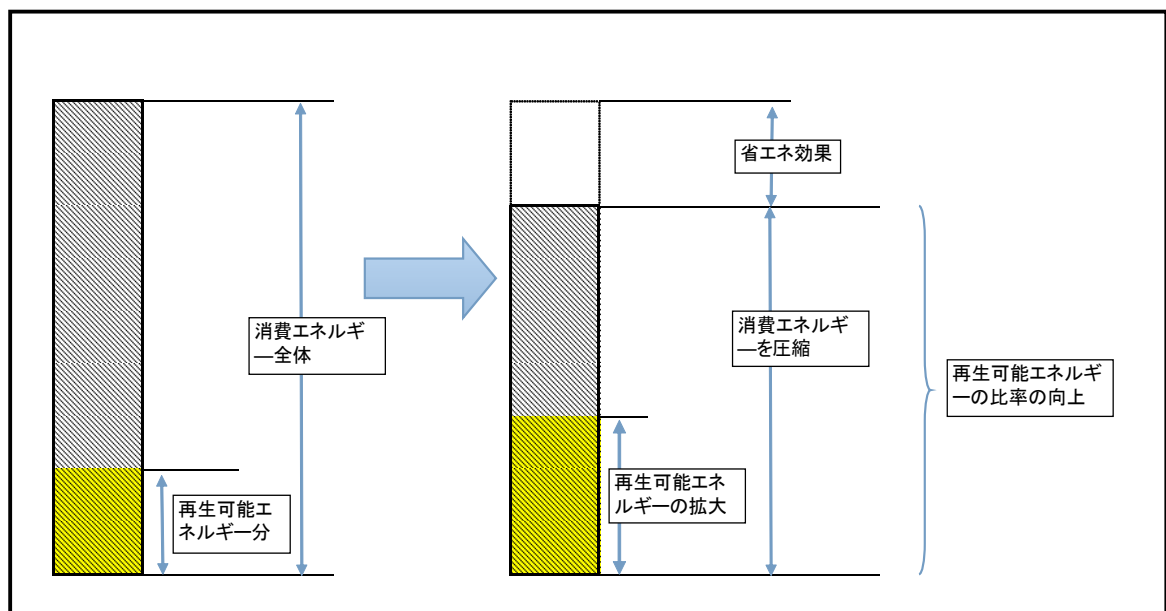 消費エネルギ
ー全体
再生可能エ
ネルギー分
省エネ効果
消費エネルギ
ーを圧縮
再生可能エネ
ルギーの拡大
再生可能エネルギ
ーの比率の向上